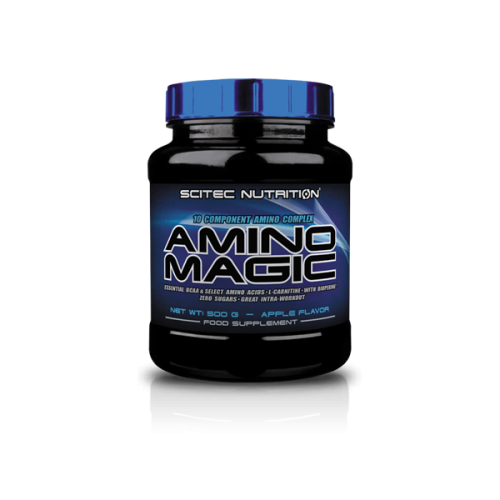 SCITEC NUTRITION
10 COMPONENT AMINO COMPLEX
AMINO
MAGIC
ESSENTIAL BCAA & SELECT AMINO ACIDS • L-CARNITINE • WITH BIOPERINE
ZERO SUGARS • GREAT INTRA-WORKOUT
NET WT: 500 G — APPLE FLAVOR
FOOD SUPPLEMENT